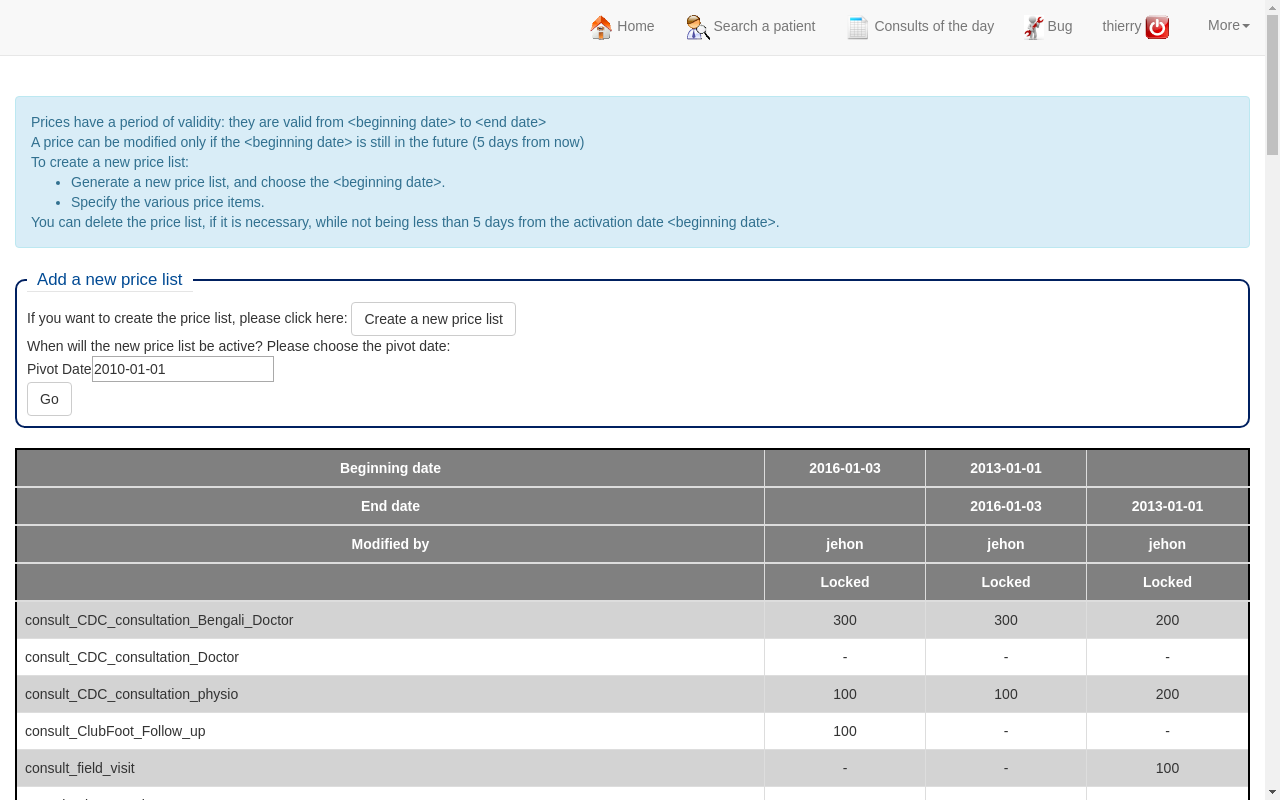 Home
Search a patient
Consults of the day
Bug
thierry
More
Prices have a period of validity: they are valid from <beginning date> to <end date>
A price can be modified only if the <beginning date> is still in the future (5 days from now)
To create a new price list:
Generate a new price list, and choose the <beginning date>.
Specify the various price items.
You can delete the price list, if it is necessary, while not being less than 5 days from the activation date <beginning date>.
Add a new price list
If you want to create the price list, please click here: Create a new price list
When will the new price list be active? Please choose the pivot date:
Pivot Date 2010-01-01
Go
Beginning date 2016-01-03 2013-01-01
End date 2016-01-03 2013-01-01
Modified by jehon jehon jehon
Locked Locked Locked
consult_CDC_consultation_Bengali_Doctor 300 300 200
consult_CDC_consultation_Doctor - - -
consult_CDC_consultation_physio 100 100 200
consult_ClubFoot_Follow_up 100 - -
consult_field_visit - - 100